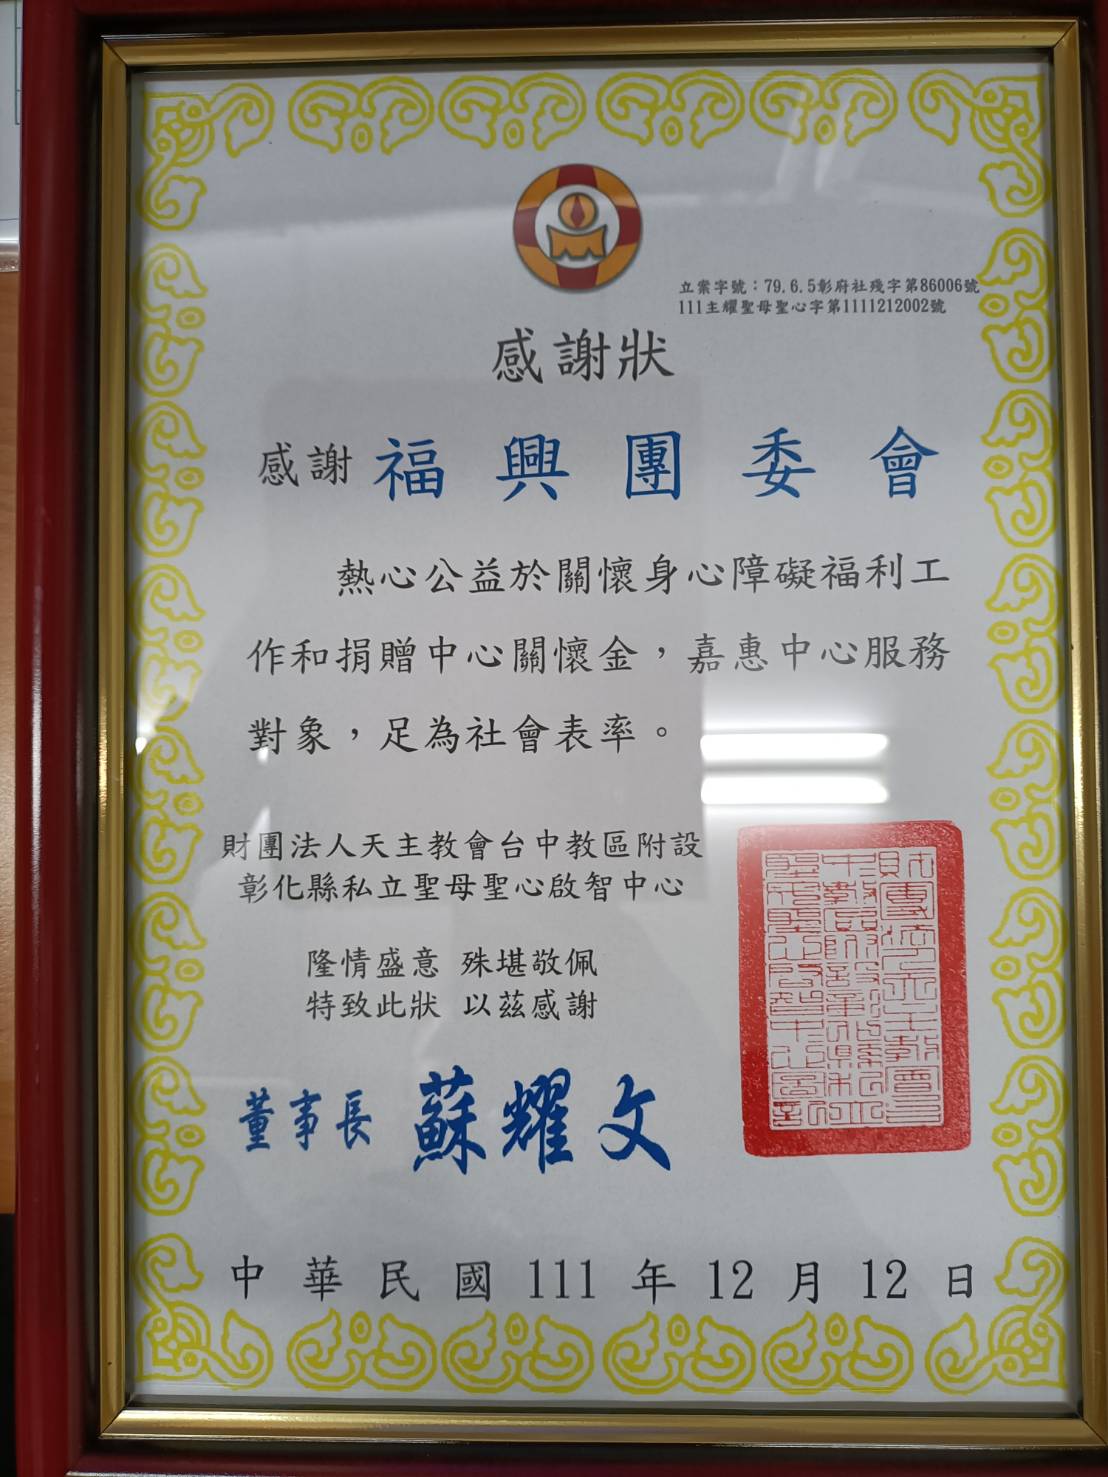 立案字號：79.6.5彰府社殘字第86006號
111主耀聖母聖心字第1111212002號
感謝狀
感謝 福興團委會
熱心公益於關懷身心障礙福利工
作和捐贈中心關懷金，嘉惠中心服務
對象，足為社會表率。
財團法人天主教會台中教區附設
彰化縣私立聖母聖心啟智中心
隆情盛意 殊堪敬佩
特致此狀 以茲感謝
董事長 蘇耀文
中華民國 111 年 12 月 12 日